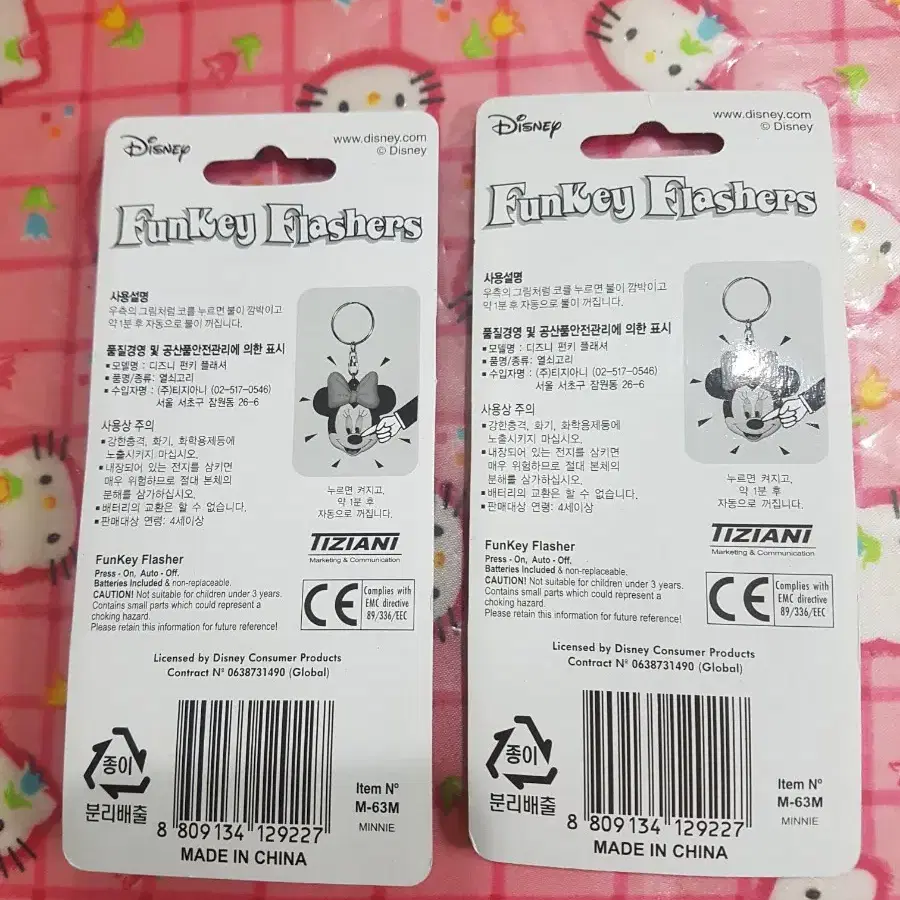 Disney
www.disney.com
© Disney
FunKey Flashers
사용설명
우측의 그림처럼 코를 누르면 불이 깜박이고
약 1분 후 자동으로 불이 꺼집니다.
품질경영 및 공산품안전관리에 의한 표시
▪모델명 : 디즈니 펀키 플래셔
▪품명/종류: 열쇠고리
▪수입자명 : (주)티지아니 (02-517-0546)
서울 서초구 잠원동 26-6
사용상 주의
▪강한충격, 화기, 화학용제등에
노출시키지 마십시오.
▪내장되어 있는 전지를 삼키면
매우 위험하므로 절대 본체의
분해를 삼가하십시오.
▪배터리의 교환은 할 수 없습니다.
▪판매대상 연령: 4세이상
누르면 켜지고,
약 1분 후
자동으로 꺼집니다.
TIZIANI
Marketing & Communication
FunKey Flasher
Press - On, Auto - Off.
Batteries Included & non-replaceable.
CAUTION! Not suitable for children under 3 years.
Contains small parts which could represent a
choking hazard.
Please retain this information for future reference!
CE
Complies with
EMC directive
89/336/EEC
Licensed by Disney Consumer Products
Contract Nº 0638731490 (Global)
종이
분리배출
8 809134 129227
Item Nº
M-63M
MINNIE
MADE IN CHINA
Disney
www.disney.com
© Disney
FunKey Flashers
사용설명
우측의 그림처럼 코를 누르면 불이 깜박이고
약 1분 후 자동으로 불이 꺼집니다.
품질경영 및 공산품안전관리에 의한 표시
▪모델명 : 디즈니 펀키 플래셔
▪품명/종류: 열쇠고리
▪수입자명 : (주)티지아니 (02-517-0546)
서울 서초구 잠원동 26-6
사용상 주의
▪강한충격, 화기, 화학용제등에
노출시키지 마십시오.
▪내장되어 있는 전지를 삼키면
매우 위험하므로 절대 본체의
분해를 삼가하십시오.
▪배터리의 교환은 할 수 없습니다.
▪판매대상 연령: 4세이상
누르면 켜지고,
약 1분 후
자동으로 꺼집니다.
TIZIANI
Marketing & Communication
FunKey Flasher
Press - On, Auto - Off.
Batteries Included & non-replaceable.
CAUTION! Not suitable for children under 3 years.
Contains small parts which could represent a
choking hazard.
Please retain this information for future reference!
CE
Complies with
EMC directive
89/336/EEC
Licensed by Disney Consumer Products
Contract Nº 0638731490 (Global)
종이
분리배출
8 809134 129227
Item Nº
M-63M
MINNIE
MADE IN CHINA